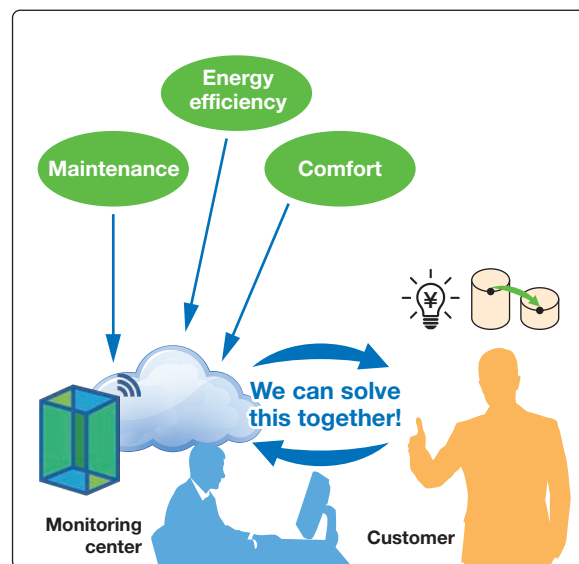 Energy
efficiency
Maintenance
Comfort
¥
We can solve
this together!
Monitoring
center
Customer